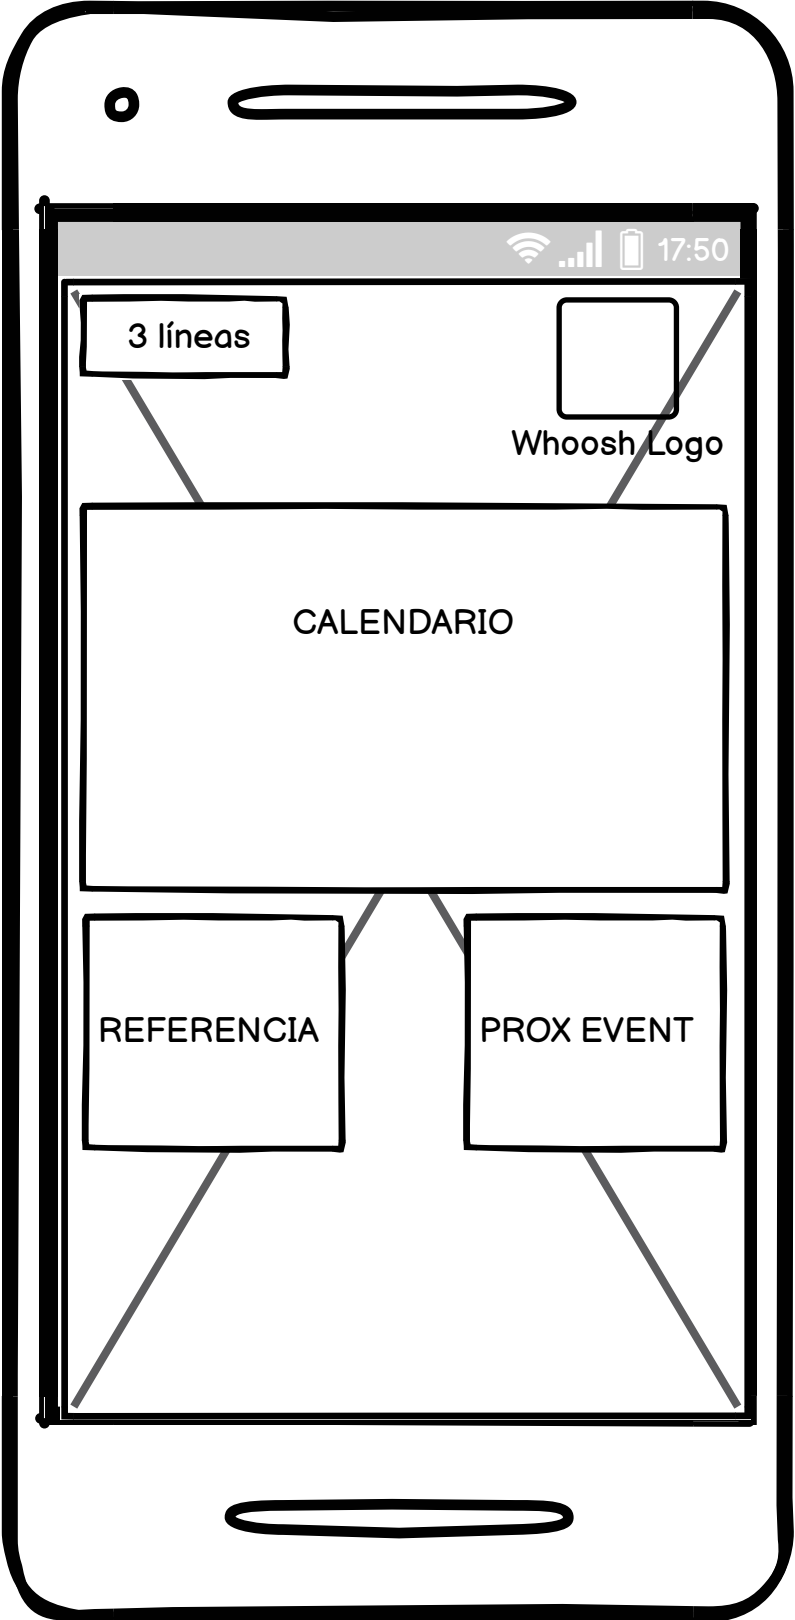 17:50
3 líneas
Whoosh Logo
CALENDARIO
REFERENCIA
PROX EVENT